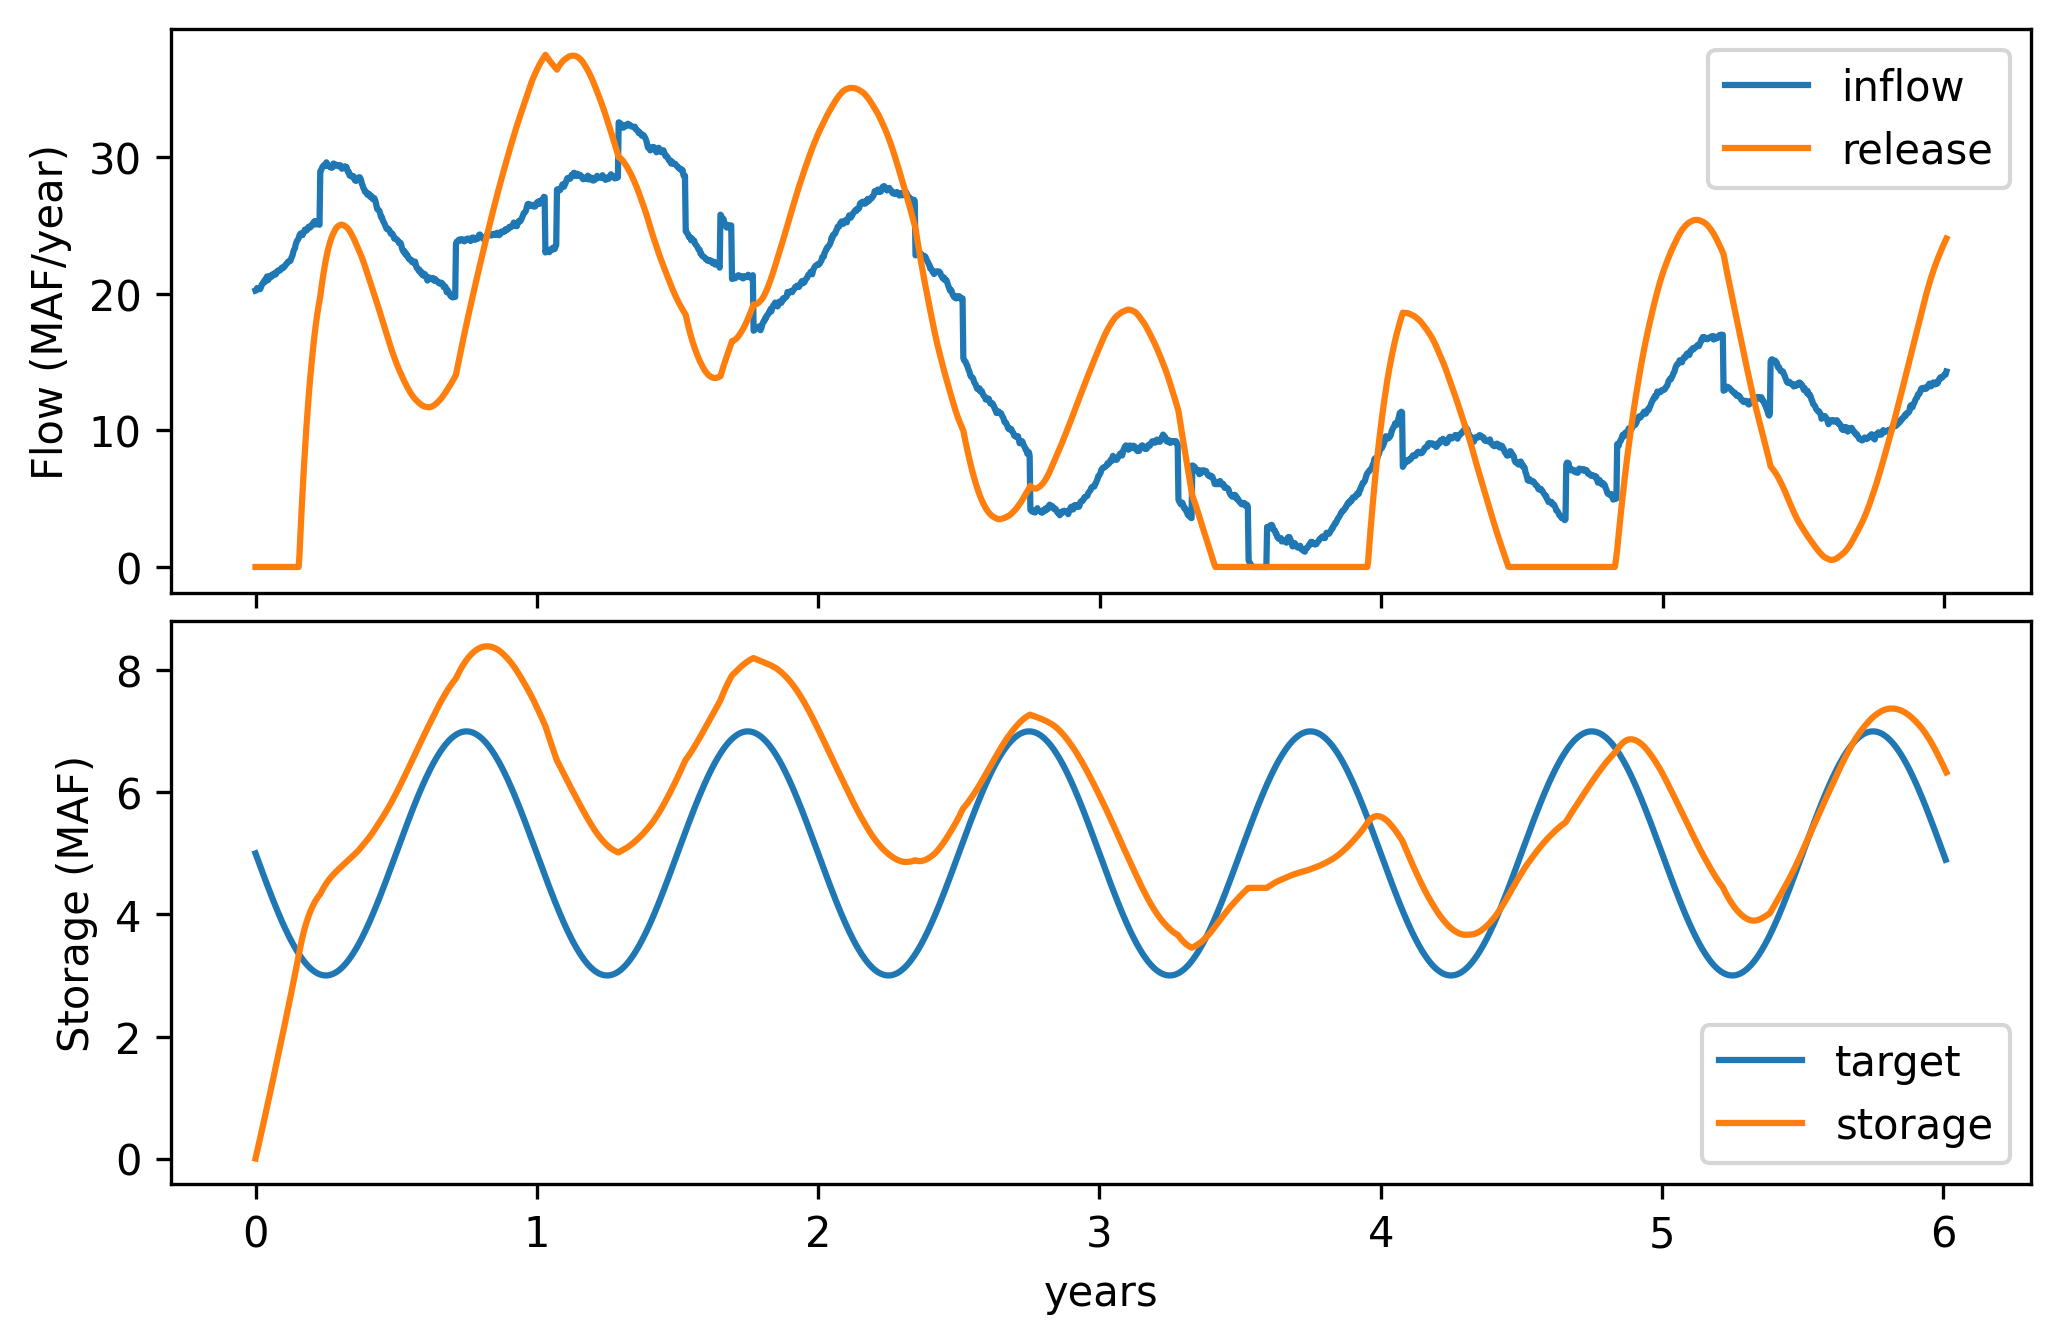 Flow (MAF/year)
30
20
10
0
inflow
release
Storage (MAF)
8
6
4
2
0
target
storage
0 1 2 3 4 5 6
years